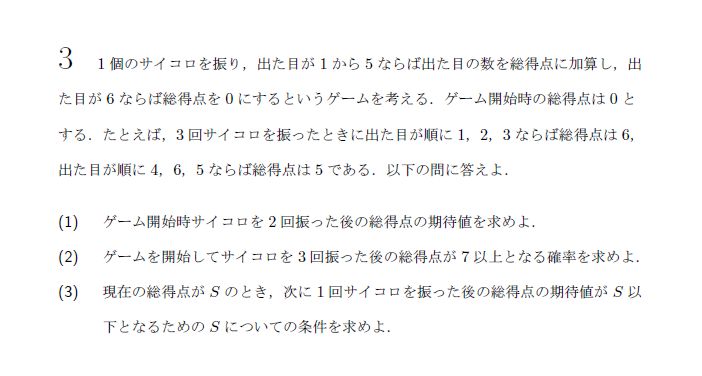 3 1個のサイコロを振り，出た目が 1 から 5 ならば出た目の数を総得点に加算し，出
た目が 6 ならば総得点を 0 にするというゲームを考える．ゲーム開始時の総得点は 0 と
する．たとえば，3 回サイコロを振ったときに出た目が順に 1，2，3 ならば総得点は 6，
出た目が順に 4，6，5 ならば総得点は 5 である．以下の問に答えよ．
(1) ゲーム開始時サイコロを 2 回振った後の総得点の期待値を求めよ．
(2) ゲームを開始してサイコロを 3 回振った後の総得点が 7 以上となる確率を求めよ．
(3) 現在の総得点が S のとき，次に 1 回サイコロを振った後の総得点の期待値が S 以
下となるための S についての条件を求めよ．